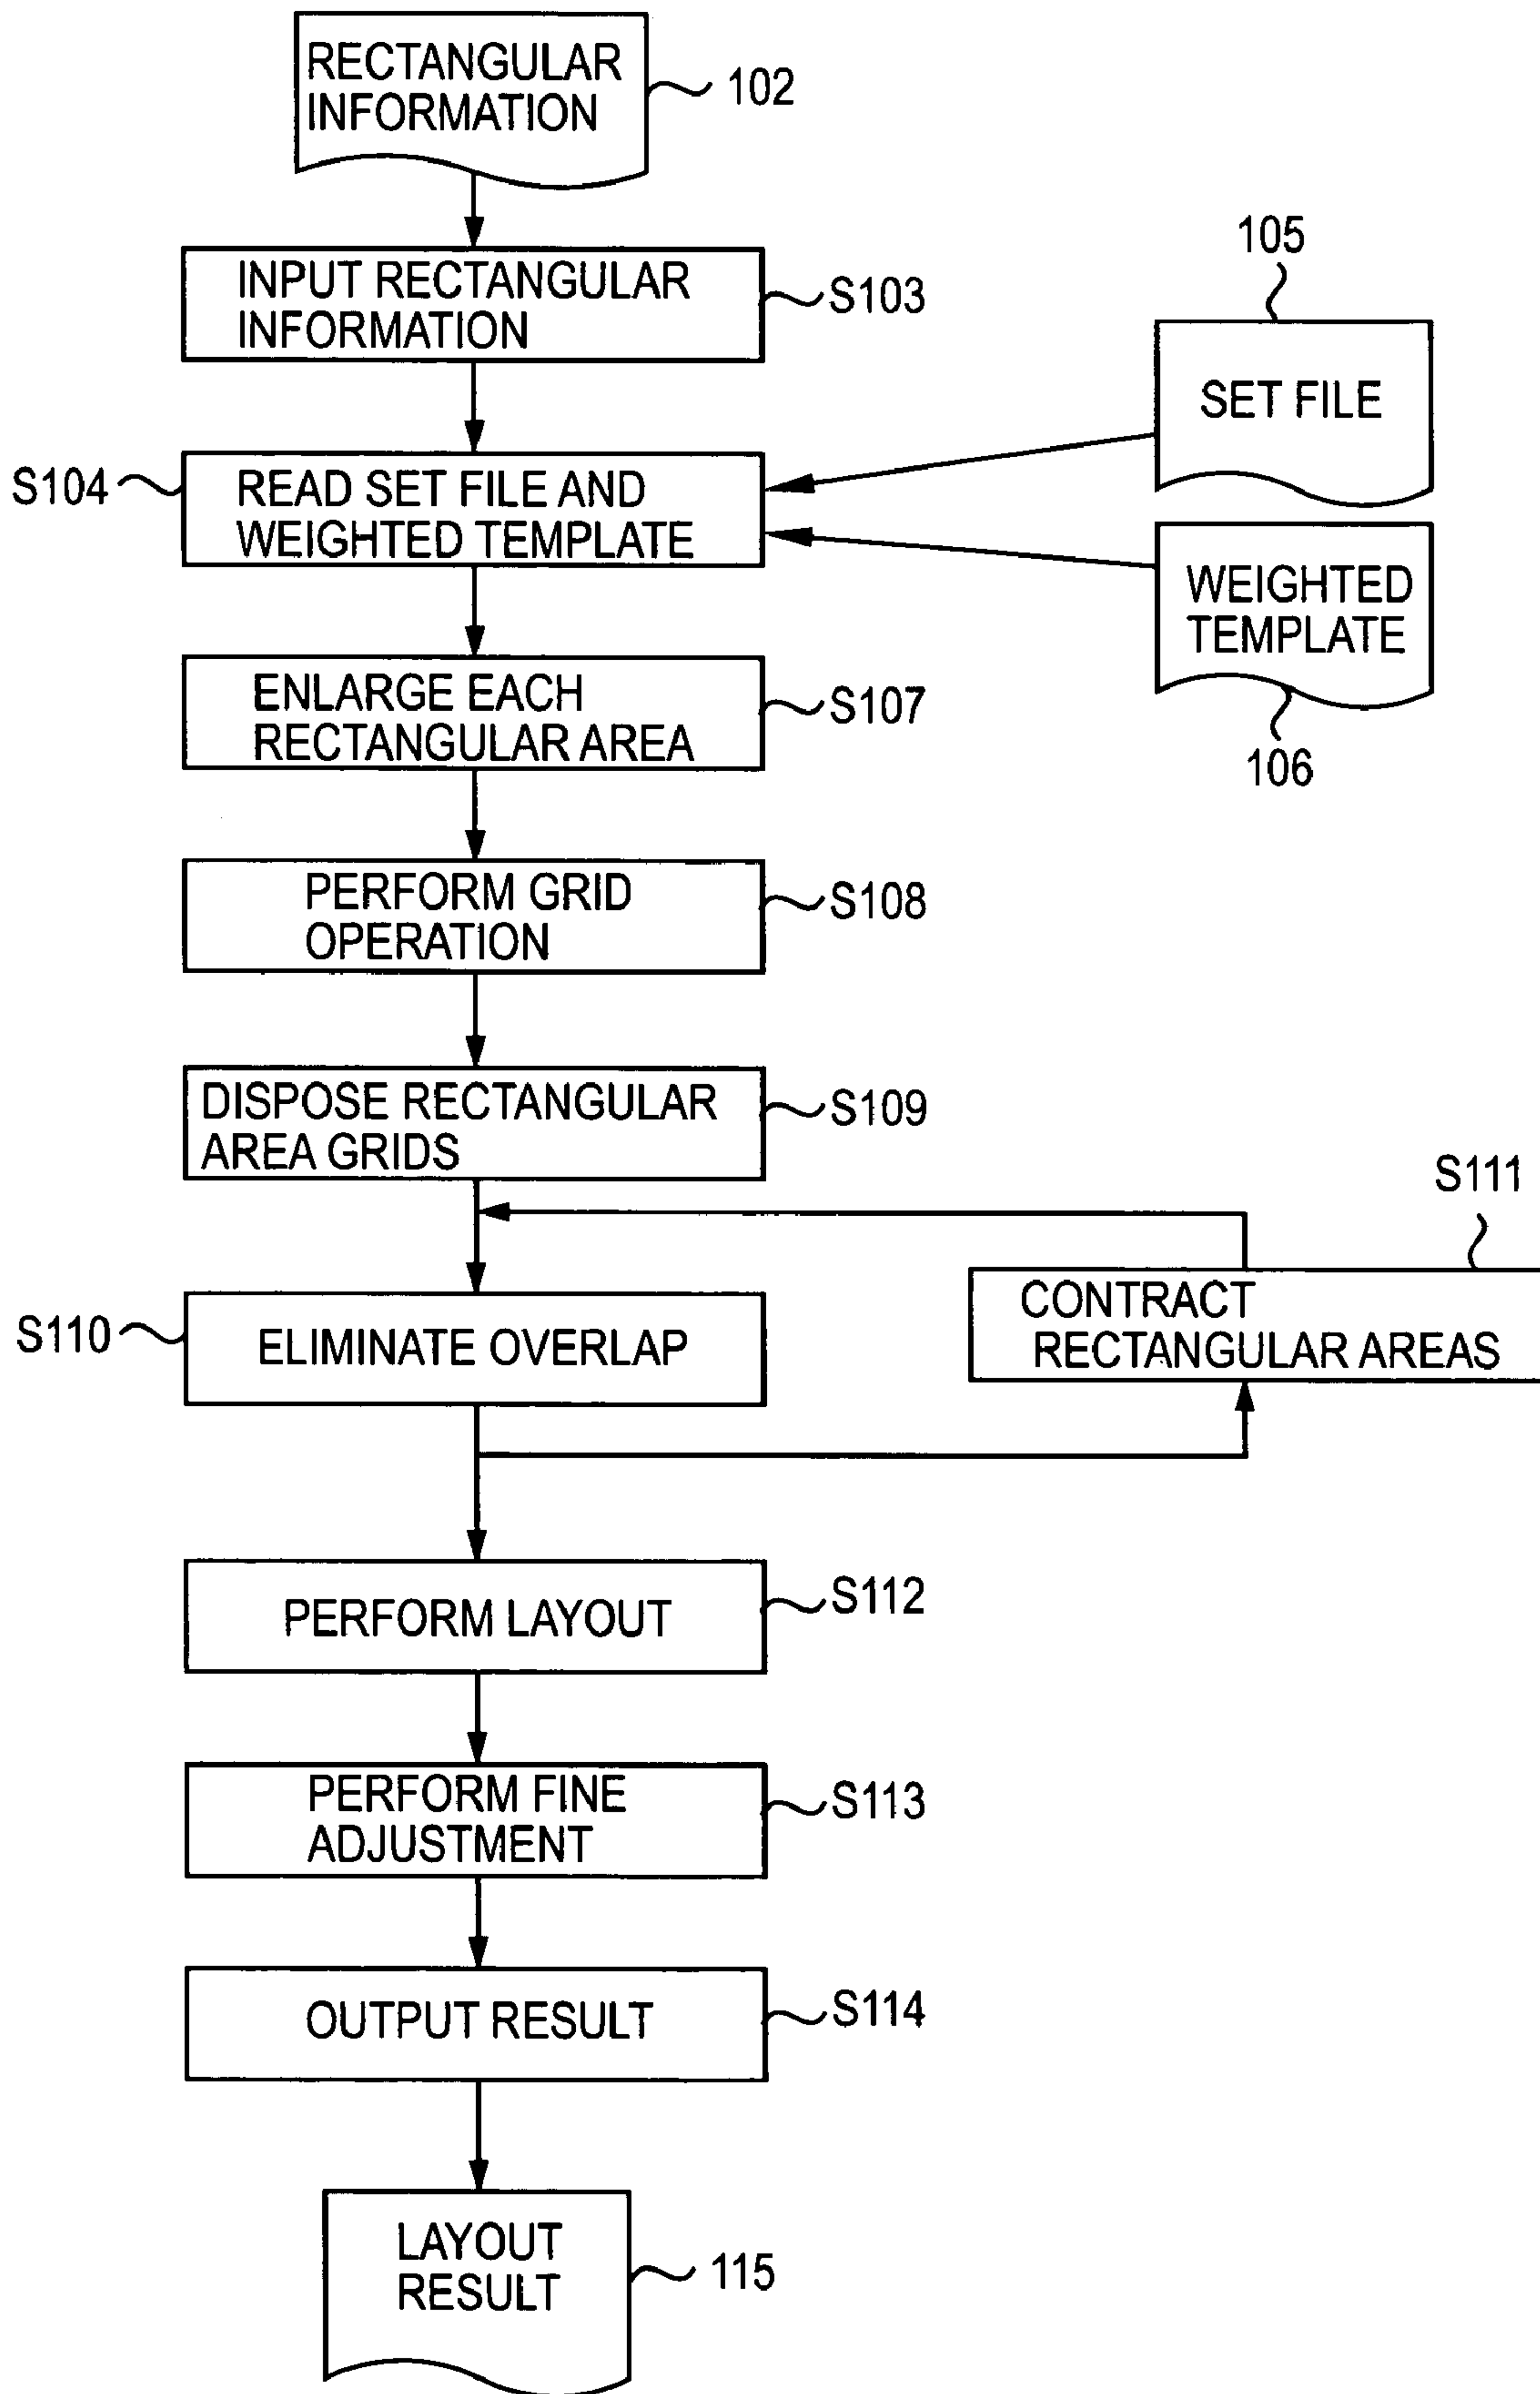 RECTANGULAR
INFORMATION
102
INPUT RECTANGULAR
INFORMATION
S103
105
SET FILE
S104
READ SET FILE AND
WEIGHTED TEMPLATE
WEIGHTED
TEMPLATE
106
ENLARGE EACH
RECTANGULAR AREA
S107
PERFORM GRID
OPERATION
S108
DISPOSE RECTANGULAR
AREA GRIDS
S109
S111
CONTRACT
RECTANGULAR AREAS
S110
ELIMINATE OVERLAP
PERFORM LAYOUT
S112
PERFORM FINE
ADJUSTMENT
S113
OUTPUT RESULT
S114
LAYOUT
RESULT
115